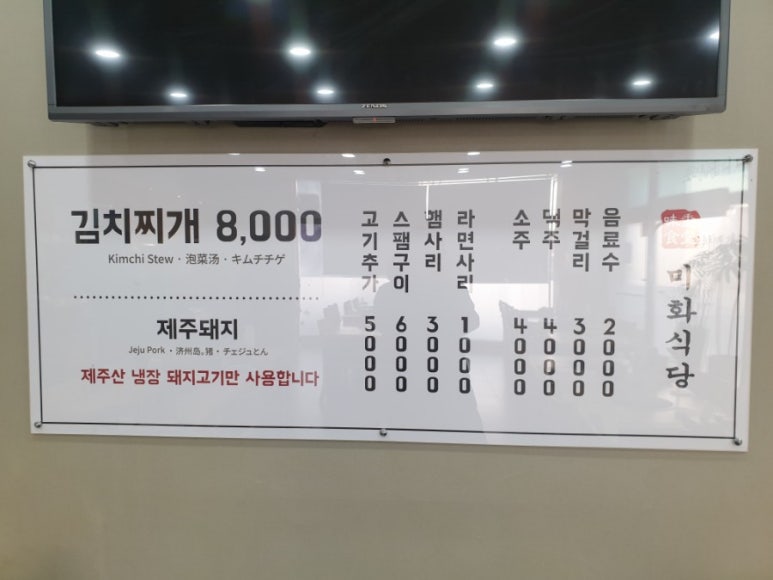 김치찌개 8,000
Kimchi Stew · 泡菜汤 · キムチチゲ
제주돼지
Jeju Pork · 济州岛。猪 · チェジュとん
제주산 냉장 돼지고기만 사용합니다
고기추가 5000
스팸구이 6000
햄사리 3000
라면사리 1000
소주 4000
맥주 4000
막걸리 3000
음료수 2000
미화식당